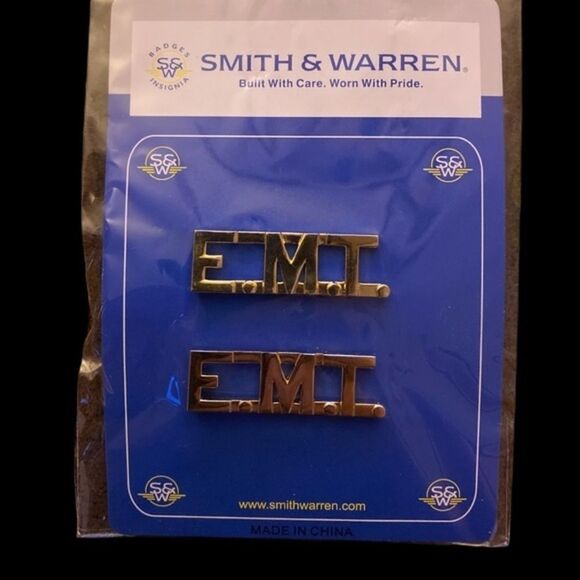 BADGES
S&W
INSIGNIA
SMITH & WARREN®
Built With Care. Worn With Pride.
S&W
S&W
E.M.T.
E.M.T.
S&W
S&W
www.smithwarren.com
MADE IN CHINA